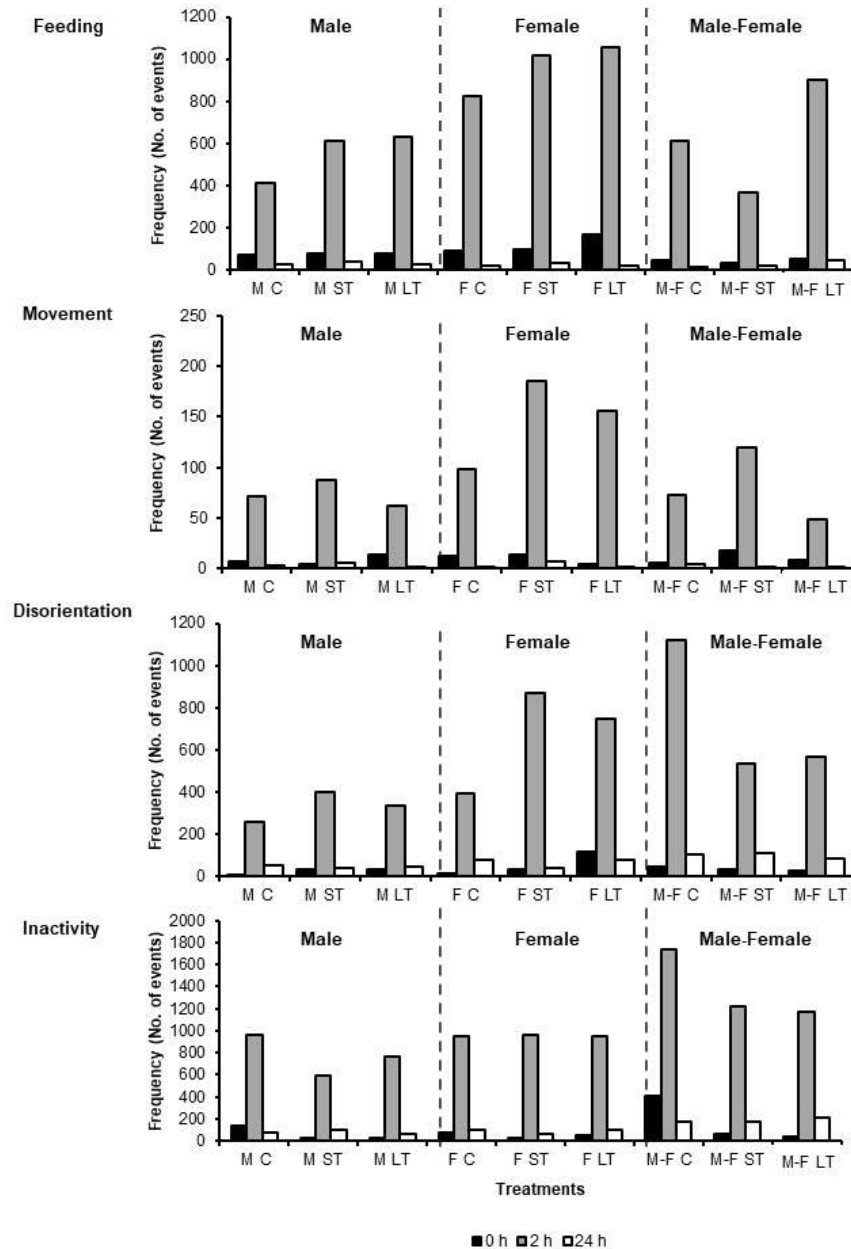 Feeding
Male Female Male-Female
Frequency (No. of events)
1200
1000
800
600
400
200
0
M C M ST M LT F C F ST F LT M-F C M-F ST M-F LT
Movement
Male Female Male-Female
Frequency (No. of events)
250
200
150
100
50
0
M C M ST M LT F C F ST F LT M-F C M-F ST M-F LT
Disorientation
Male Female Male-Female
Frequency (No. of events)
1200
1000
800
600
400
200
0
M C M ST M LT F C F ST F LT M-F C M-F ST M-F LT
Inactivity
Male Female Male-Female
Frequency (No. of events)
2000
1800
1600
1400
1200
1000
800
600
400
200
0
M C M ST M LT F C F ST F LT M-F C M-F ST M-F LT
Treatments
0 h 2 h 24 h